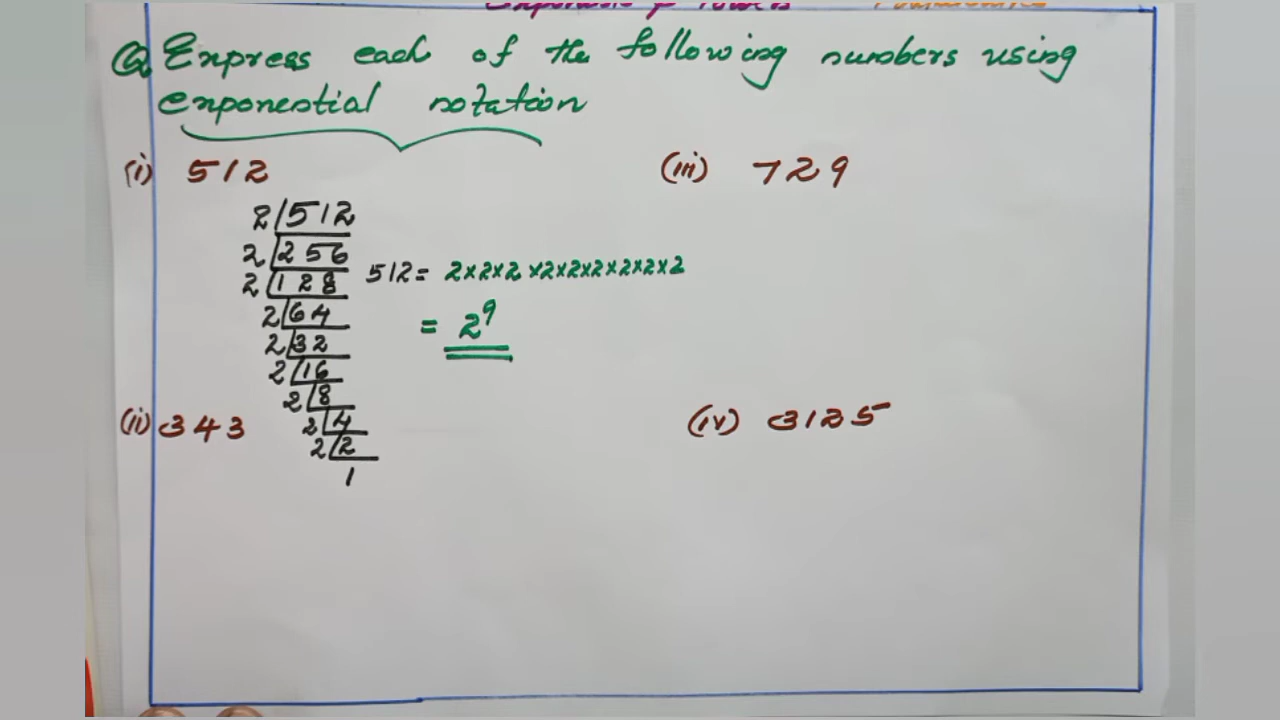 Exponents & Powers
Q. Express each of the following numbers using
exponential notation
(i) 512
(iii) 729
2 512
2 256
2 128
2 64
2 32
2 16
2 8
2 4
2 2
1
512 = 2×2×2×2×2×2×2×2×2
= 2⁹
(ii) 343
(iv) 3125